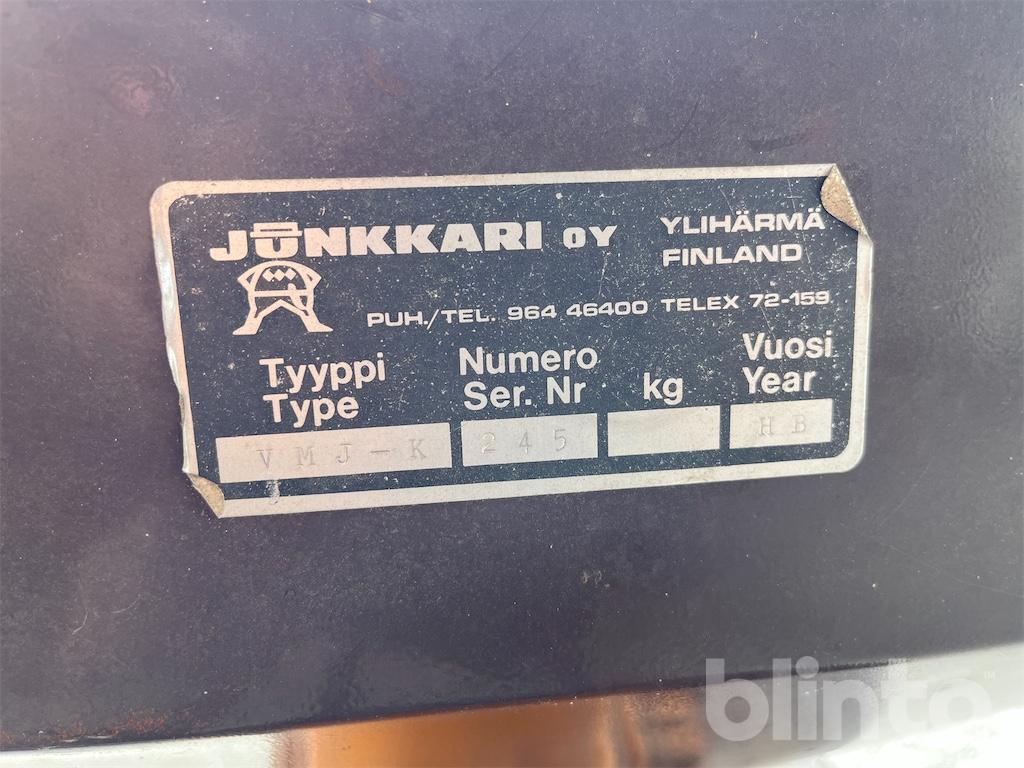 JUNKKARI OY
YLIHÄRMÄ
FINLAND
PUH./TEL. 964 46400 TELEX 72-159
Tyyppi
Type
Numero
Ser. Nr
kg
Vuosi
Year
VMJ-K
245
HB
blinto™